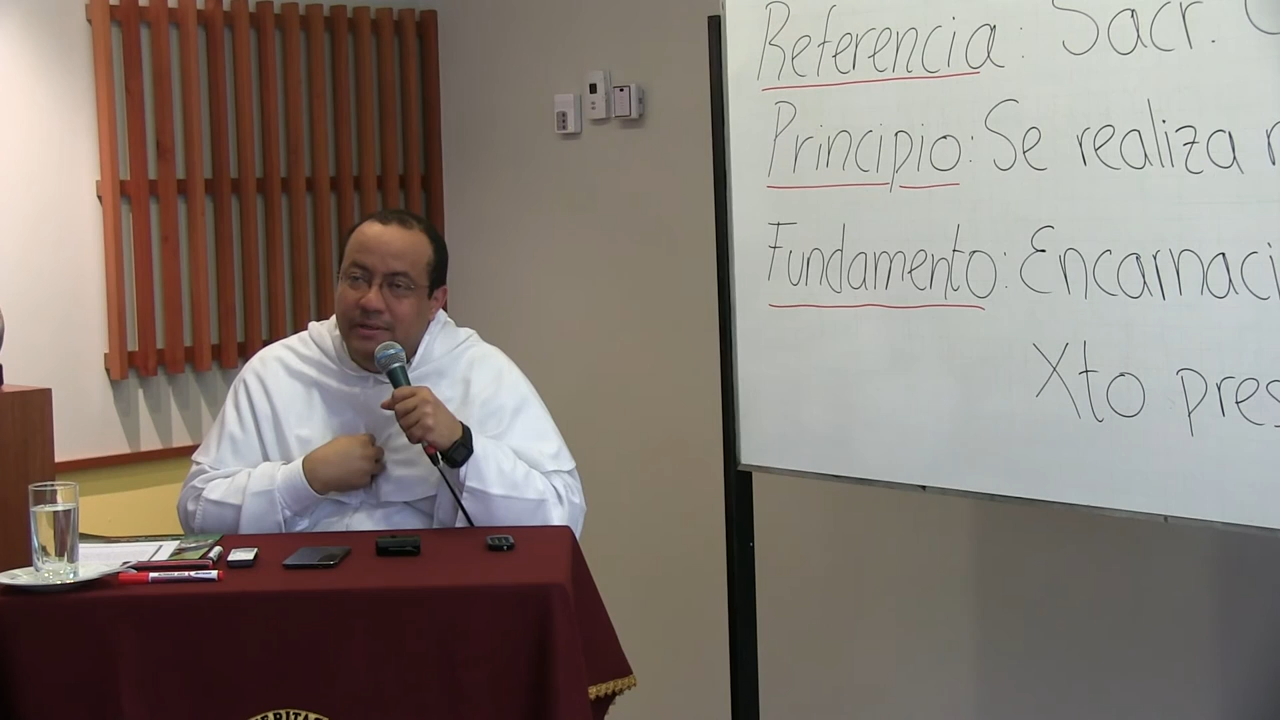 Referencia: Sacr.
Principio: Se realiza
Fundamento: Encarnaci
Xto pres